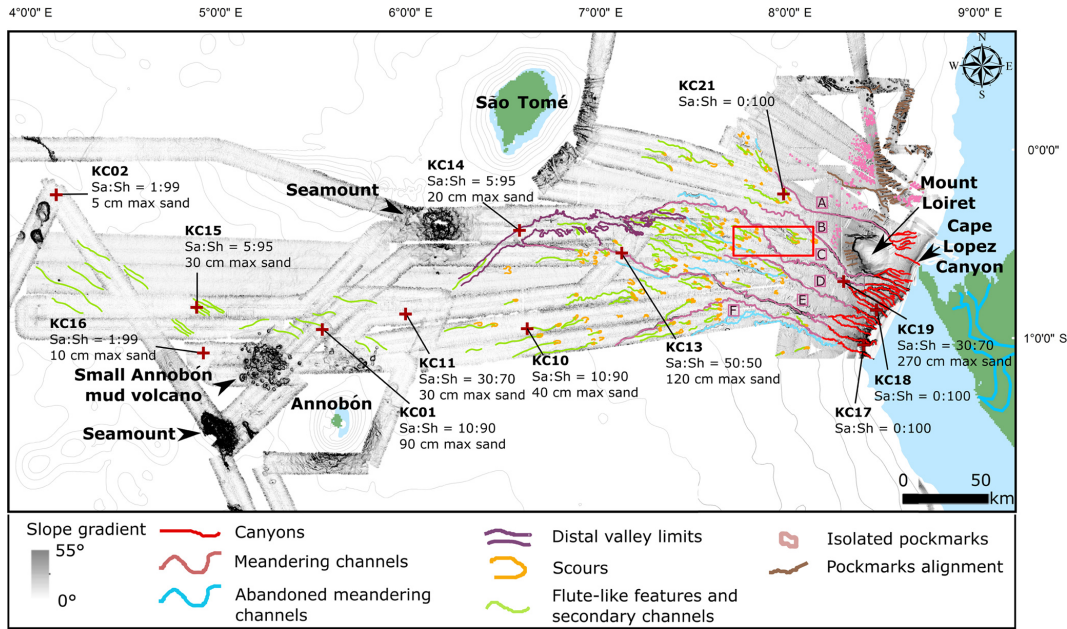 4°0'0" E
5°0'0" E
6°0'0" E
7°0'0" E
8°0'0" E
9°0'0" E
N
W
E
S
0°0'0"
1°0'0" S
São Tomé
KC21
Sa:Sh = 0:100
KC02
Sa:Sh = 1:99
5 cm max sand
Seamount
KC14
Sa:Sh = 5:95
20 cm max sand
Mount
Loiret
Cape
Lopez
Canyon
KC15
Sa:Sh = 5:95
30 cm max sand
A
B
C
D
E
F
KC16
Sa:Sh = 1:99
10 cm max sand
Small Annobón
mud volcano
Seamount
Annobón
KC11
Sa:Sh = 30:70
30 cm max sand
KC01
Sa:Sh = 10:90
90 cm max sand
KC10
Sa:Sh = 10:90
40 cm max sand
KC13
Sa:Sh = 50:50
120 cm max sand
KC19
Sa:Sh = 30:70
270 cm max sand
KC18
Sa:Sh = 0:100
KC17
Sa:Sh = 0:100
0
50
km
Slope gradient
55°
0°
Canyons
Meandering channels
Abandoned meandering
channels
Distal valley limits
Scours
Flute-like features and
secondary channels
Isolated pockmarks
Pockmarks alignment